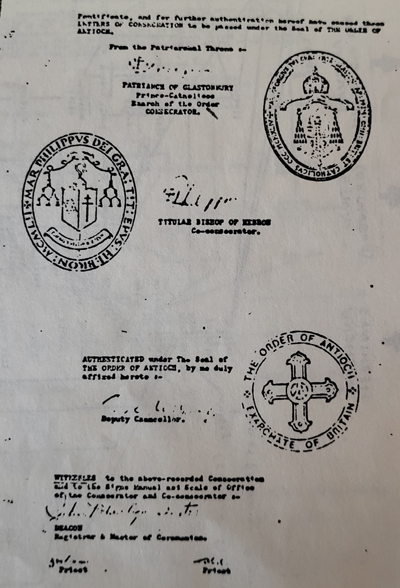 Pontificate, and for further authentication hereof have caused these
LETTERS OF CONSECRATION to be passed under the Seal of THE ORDER OF
ANTIOCH.
From the Patriarchal Throne :-
PATRIARCH OF GLASTONBURY
Prince-Catholicos
Exarch of the Order
CONSECRATOR.
MAR PHILIPPVS DEI GRA TIT EPVS HEBRON
TITULAR BISHOP OF HEBRON
Co-consecrator.
AUTHENTICATED under The Seal of
THE ORDER OF ANTIOCH, by me duly
affixed hereto :-
THE ORDER OF ANTIOCH
EXARCHATE OF BRITAIN
Deputy Chancellor.
WITNESSES to the above-recorded Consecration
and to the Signs Manual and Seals of Office
of the Consecrator and Co-consecrator :-
DEACON
Registrar & Master of Ceremonies.
Priest Priest